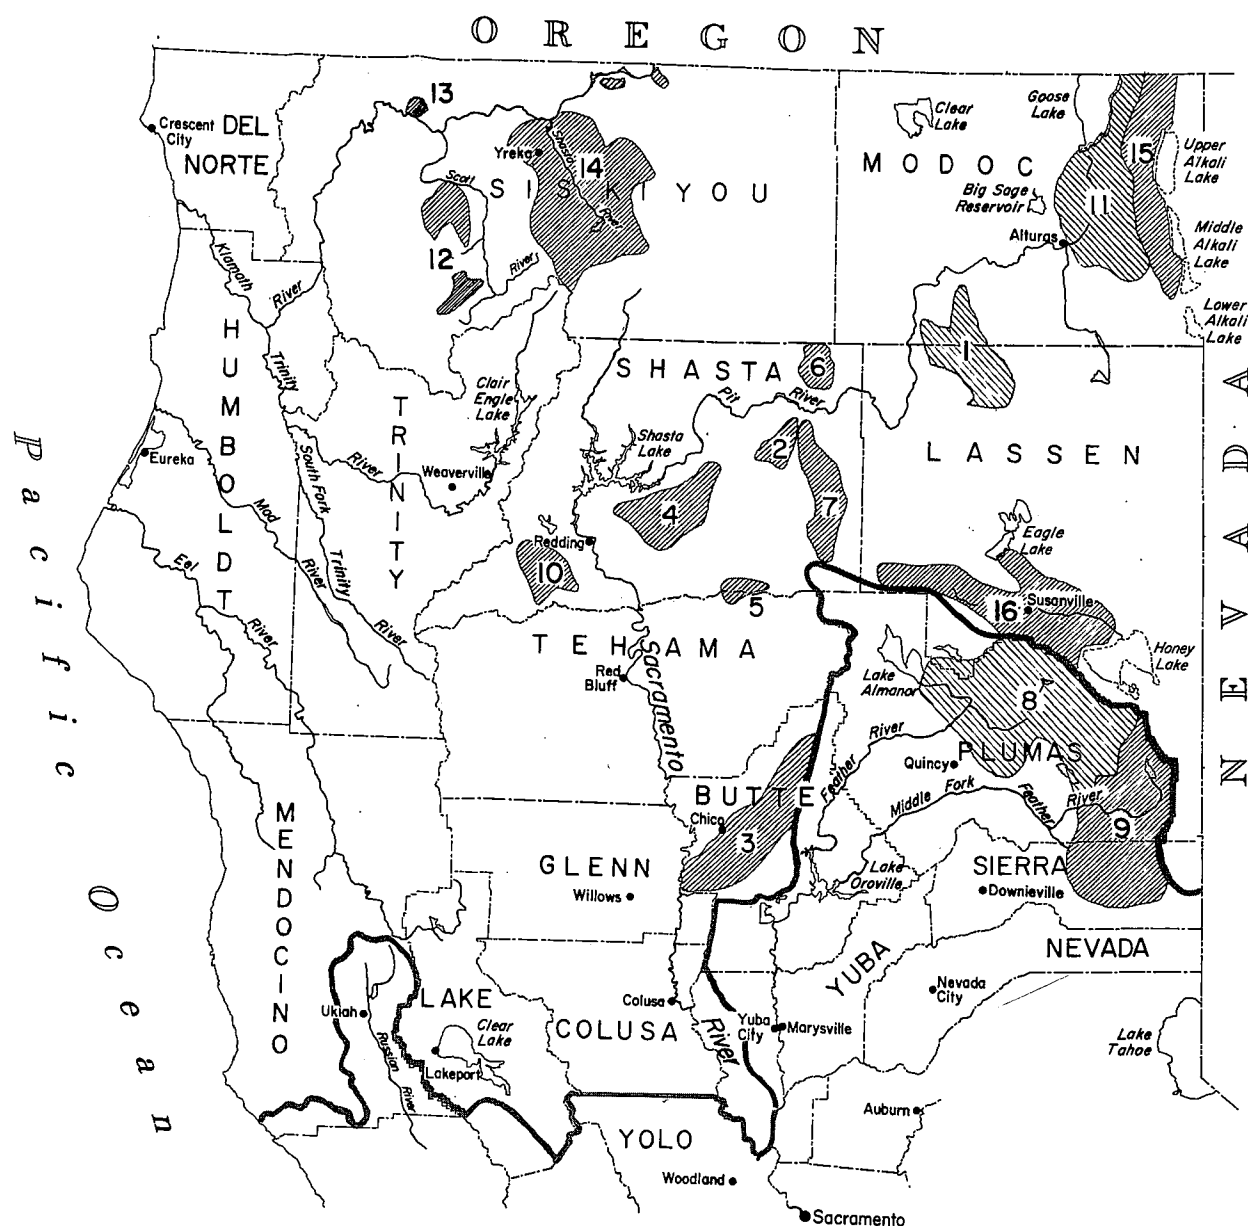 OREGON
13
Crescent City
DEL NORTE
Yreka
Shasta River
14
SISKIYOU
Scott
River
12
Clear Lake
Goose Lake
MODOC
15
Upper Alkali Lake
Big Sage Reservoir
11
Alturas
Middle Alkali Lake
Lower Alkali Lake
Klamath
River
HUMBOLDT
Trinity
River
South Fork
Trinity
River
TRINITY
Clair Engle Lake
Weaverville
SHASTA
6
Pit River
1
Shasta Lake
2
LASSEN
NEVADA
Pacific Ocean
Eureka
Mad
River
Eel
River
4
7
Redding
10
5
Eagle Lake
16
Susanville
Honey Lake
TEHAMA
Red Bluff
Sacramento
River
Lake Almanor
8
Feather River
PLUMAS
Quincy
BUTTE
Middle Fork Feather River
Chico
3
9
MENDOCINO
GLENN
Willows
Lake Oroville
SIERRA
Downieville
NEVADA
YUBA
Nevada City
LAKE
Ukiah
Russian River
Clear Lake
Lakeport
Colusa
COLUSA
Yuba City
Marysville
Lake Tahoe
Auburn
YOLO
Woodland
Sacramento